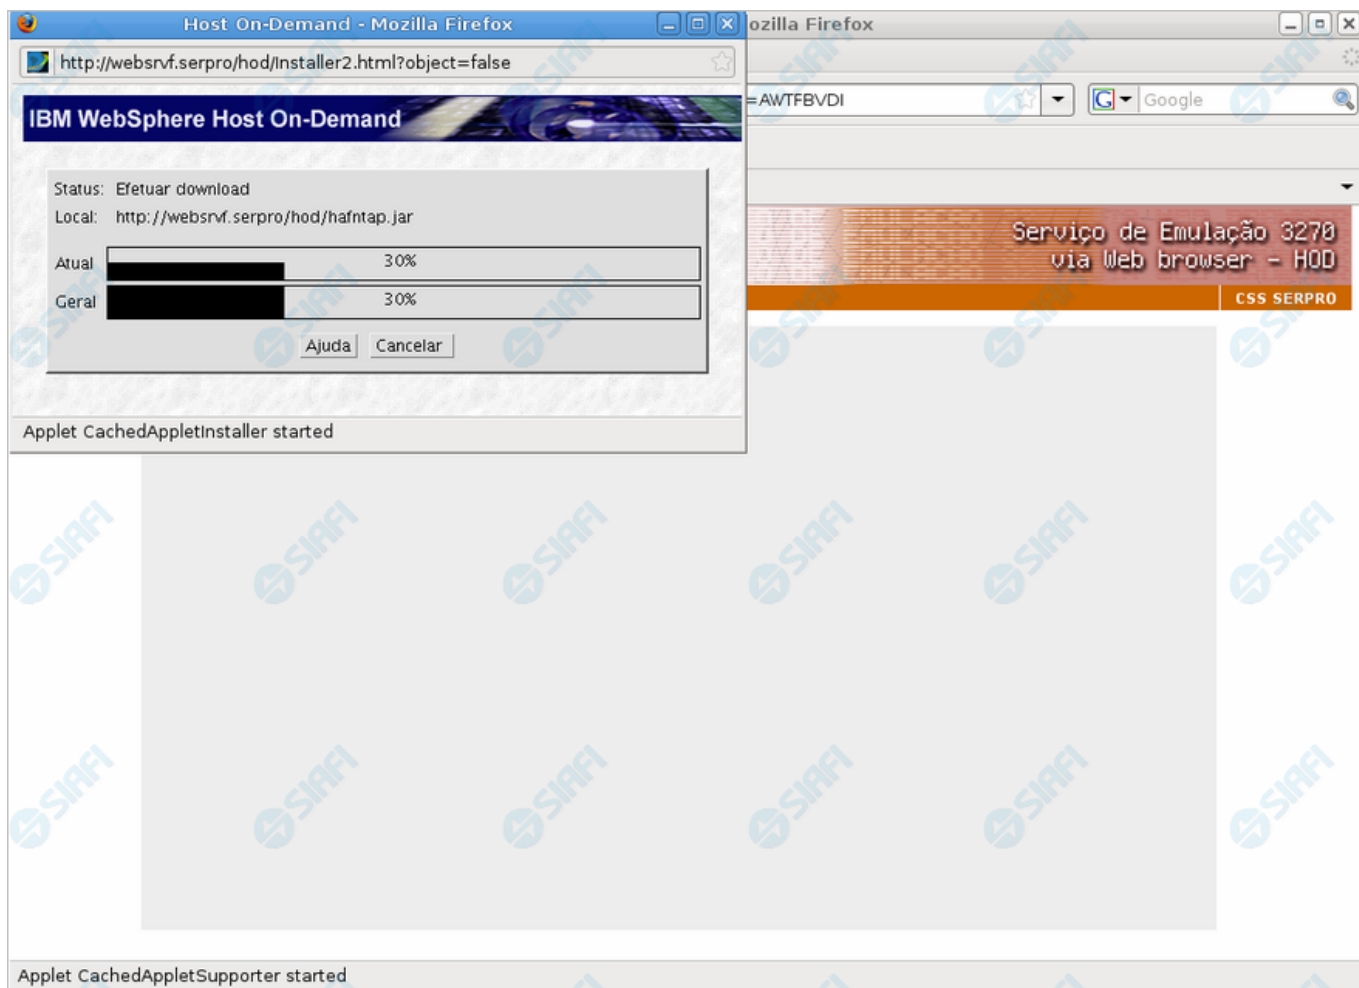 Host On-Demand - Mozilla Firefox
ozilla Firefox
http://websrvf.serpro/hod/Installer2.html?object=false
=AWTFBVDI
Google
IBM WebSphere Host On-Demand
Status: Efetuar download
Local: http://websrvf.serpro/hod/hafntap.jar
Serviço de Emulação 3270
via Web browser - HOD
Atual 30%
Geral 30%
CSS SERPRO
Ajuda Cancelar
Applet CachedAppletInstaller started
SIAFI
Applet CachedAppletSupporter started